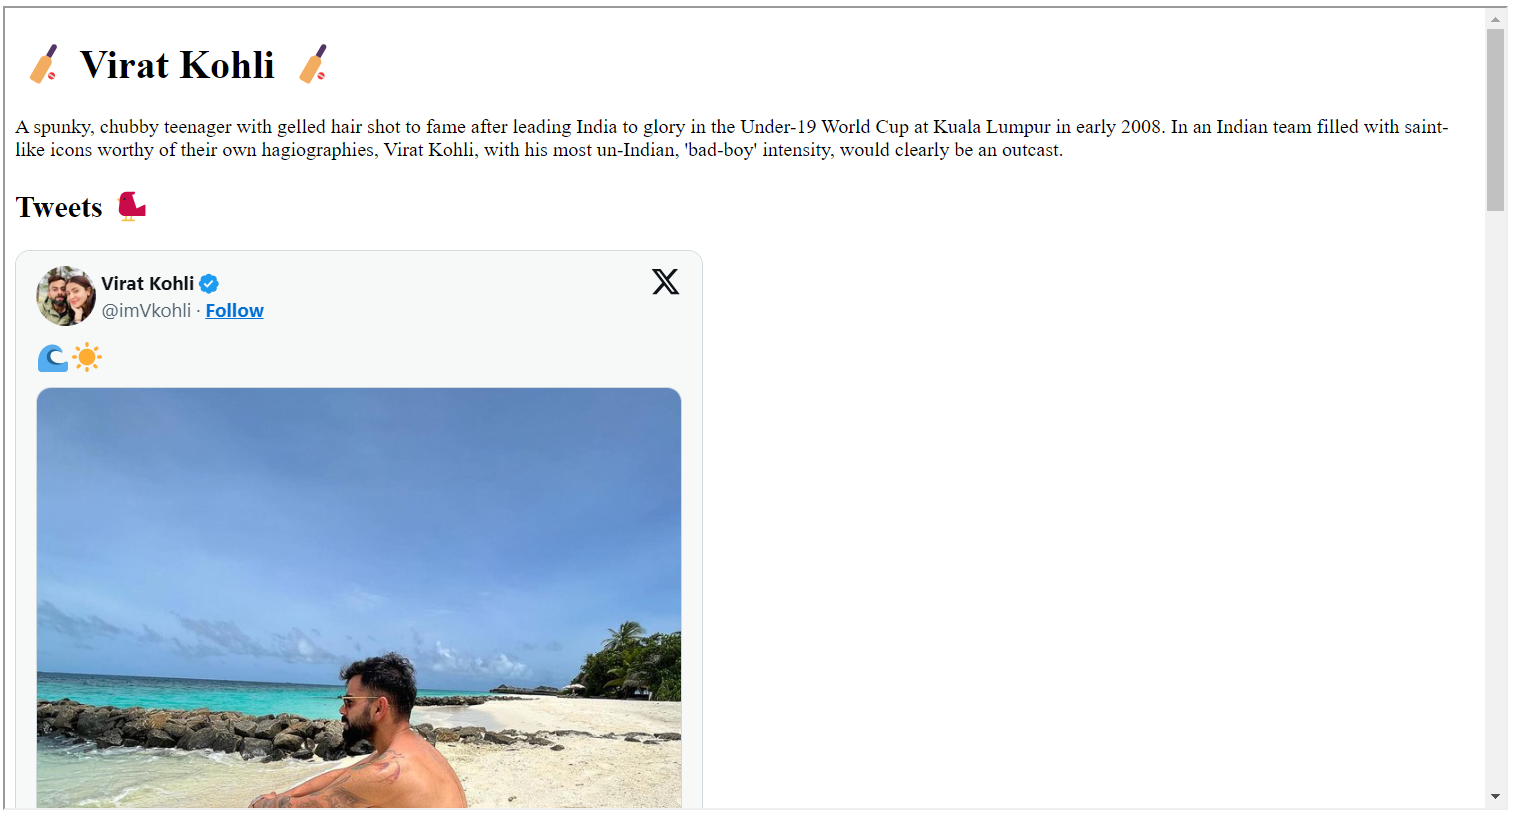 Virat Kohli
A spunky, chubby teenager with gelled hair shot to fame after leading India to glory in the Under-19 World Cup at Kuala Lumpur in early 2008. In an Indian team filled with saint-
like icons worthy of their own hagiographies, Virat Kohli, with his most un-Indian, 'bad-boy' intensity, would clearly be an outcast.
Tweets
Virat Kohli
@imVkohli · Follow